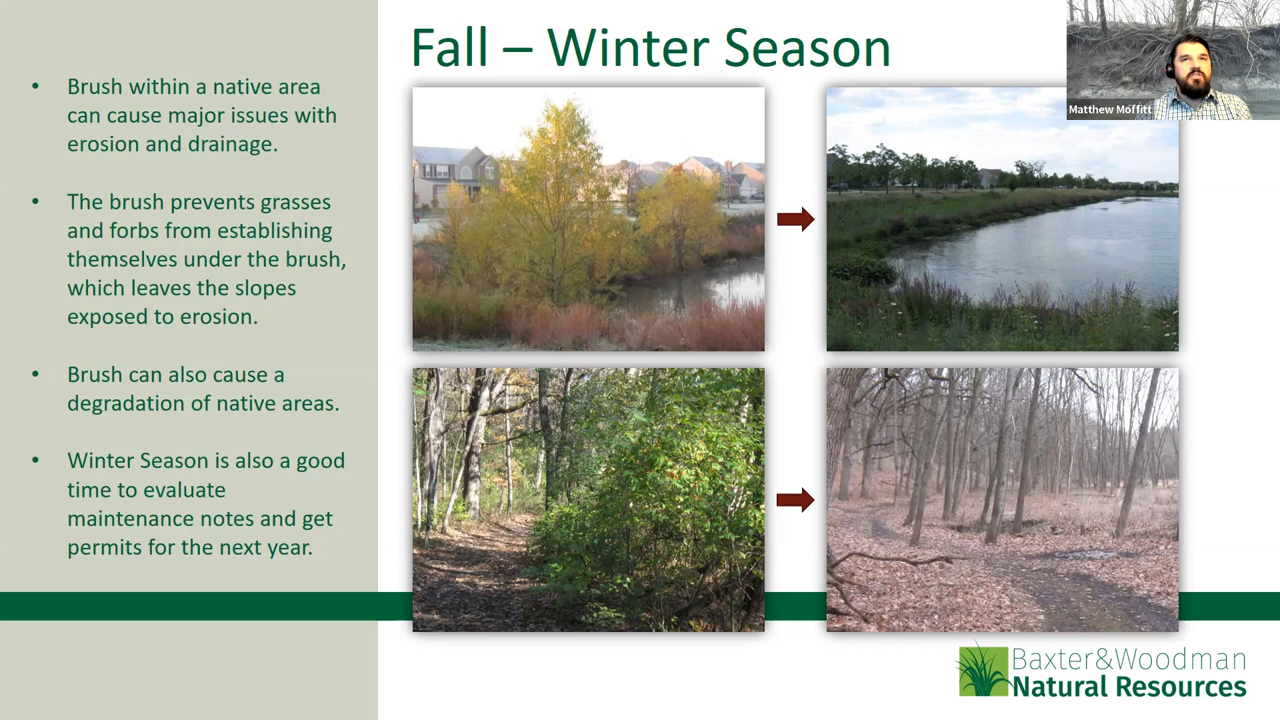 Fall – Winter Season
Matthew Moffitt
• Brush within a native area
can cause major issues with
erosion and drainage.
• The brush prevents grasses
and forbs from establishing
themselves under the brush,
which leaves the slopes
exposed to erosion.
• Brush can also cause a
degradation of native areas.
• Winter Season is also a good
time to evaluate
maintenance notes and get
permits for the next year.
Baxter&Woodman
Natural Resources